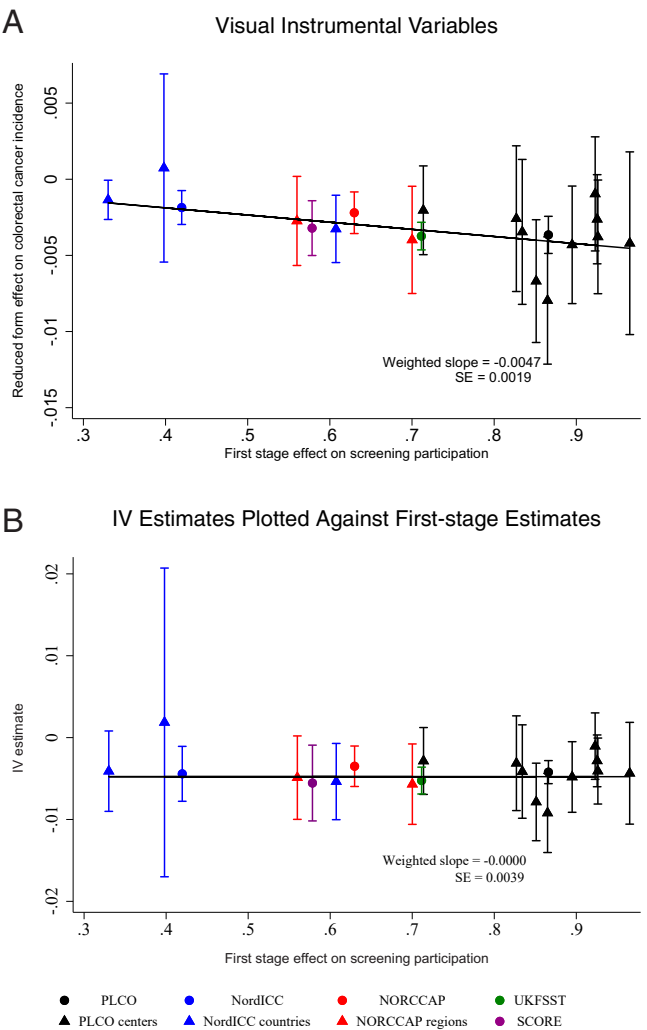 A
Visual Instrumental Variables
Reduced form effect on colorectal cancer incidence
.005
0
-.005
-.01
-.015
Weighted slope = -0.0047
SE = 0.0019
.3 .4 .5 .6 .7 .8 .9
First stage effect on screening participation
B
IV Estimates Plotted Against First-stage Estimates
IV estimate
.02
.01
0
-.01
-.02
Weighted slope = -0.0000
SE = 0.0039
.3 .4 .5 .6 .7 .8 .9
First stage effect on screening participation
PLCO NordICC NORCCAP UKFSST
PLCO centers NordICC countries NORCCAP regions SCORE